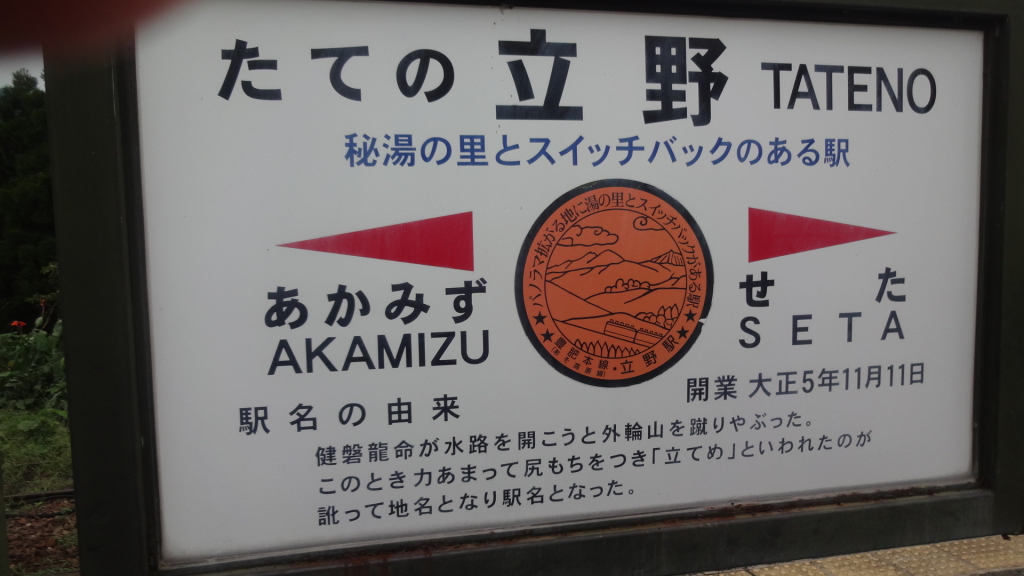 たての 立野 TATENO
秘湯の里とスイッチバックのある駅
パノラマ拡がる地に湯の里とスイッチバックがある駅
★★豊肥本線・立野駅★★
あかみず
AKAMIZU
せた
SETA
開業 大正5年11月11日
駅名の由来
健磐龍命が水路を開こうと外輪山を蹴りやぶった。
このとき力あまって尻もちをつき「立てめ」といわれたのが
訛って地名となり駅名となった。